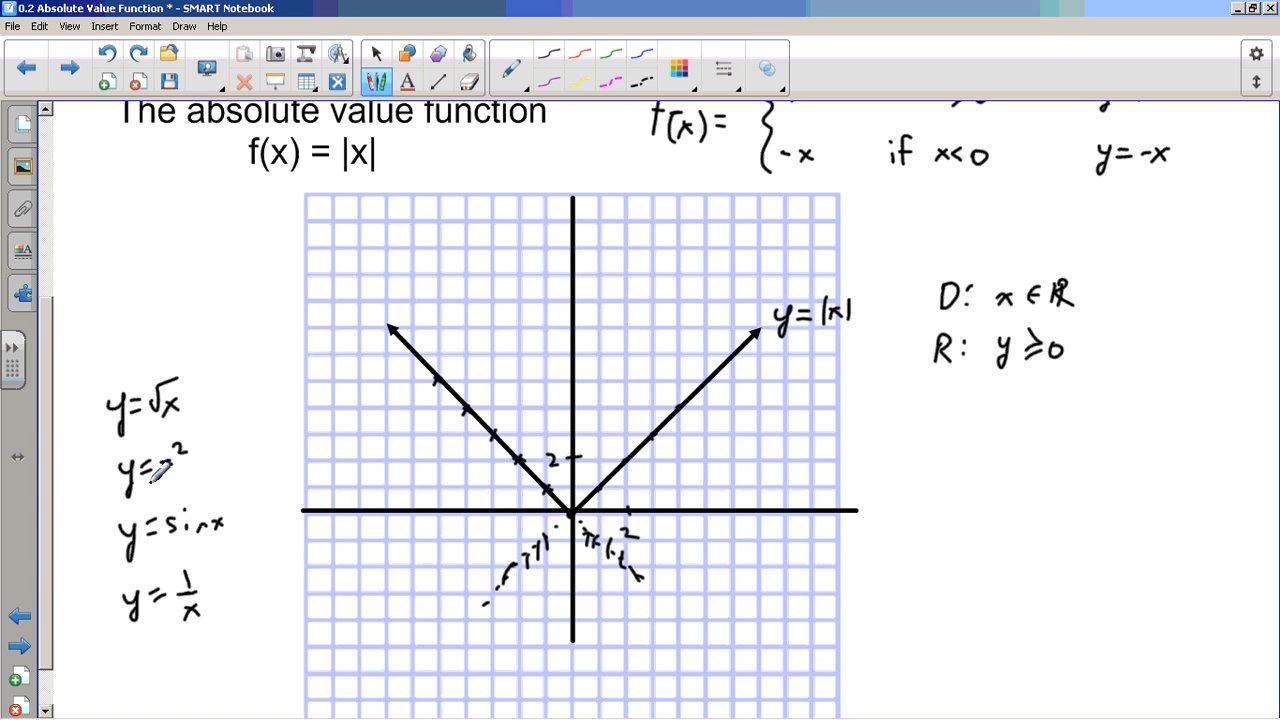 0.2 Absolute Value Function * - SMART Notebook
File Edit View Insert Format Draw Help
The absolute value function
f(x) = |x|
f(x) = {
-x if x<0 y=-x
y=|x|
D: x ∈ ℝ
R: y ≥0
y=√x
y=x²
y=sinx
y=1/x
2
2